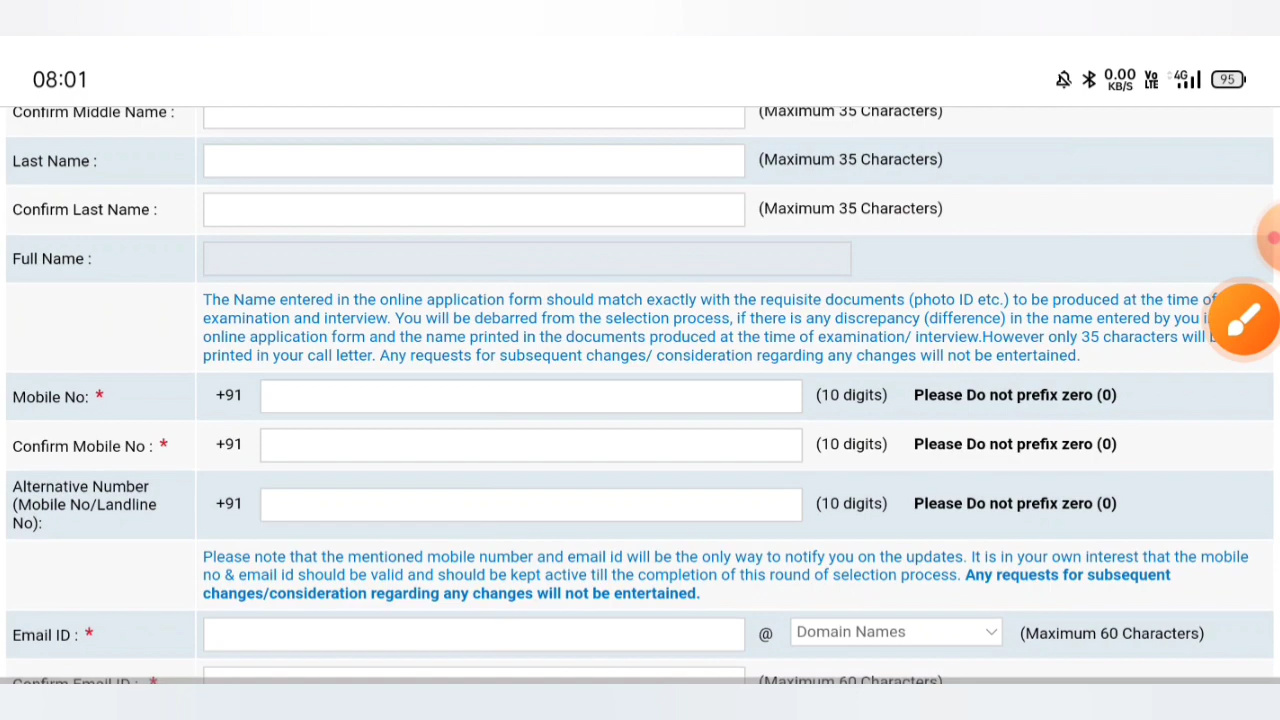 08:01
0.00 KB/S Vo LTE 4G 95
Confirm Middle Name : (Maximum 35 Characters)
Last Name : (Maximum 35 Characters)
Confirm Last Name : (Maximum 35 Characters)
Full Name :
The Name entered in the online application form should match exactly with the requisite documents (photo ID etc.) to be produced at the time of
examination and interview. You will be debarred from the selection process, if there is any discrepancy (difference) in the name entered by you
online application form and the name printed in the documents produced at the time of examination/ interview.However only 35 characters will
printed in your call letter. Any requests for subsequent changes/ consideration regarding any changes will not be entertained.
Mobile No: * +91 (10 digits) Please Do not prefix zero (0)
Confirm Mobile No : * +91 (10 digits) Please Do not prefix zero (0)
Alternative Number
(Mobile No/Landline
No):
+91 (10 digits) Please Do not prefix zero (0)
Please note that the mentioned mobile number and email id will be the only way to notify you on the updates. It is in your own interest that the mobile
no & email id should be valid and should be kept active till the completion of this round of selection process. Any requests for subsequent
changes/consideration regarding any changes will not be entertained.
Email ID : * @ Domain Names (Maximum 60 Characters)
Confirm Email ID : * (Maximum 60 Characters)